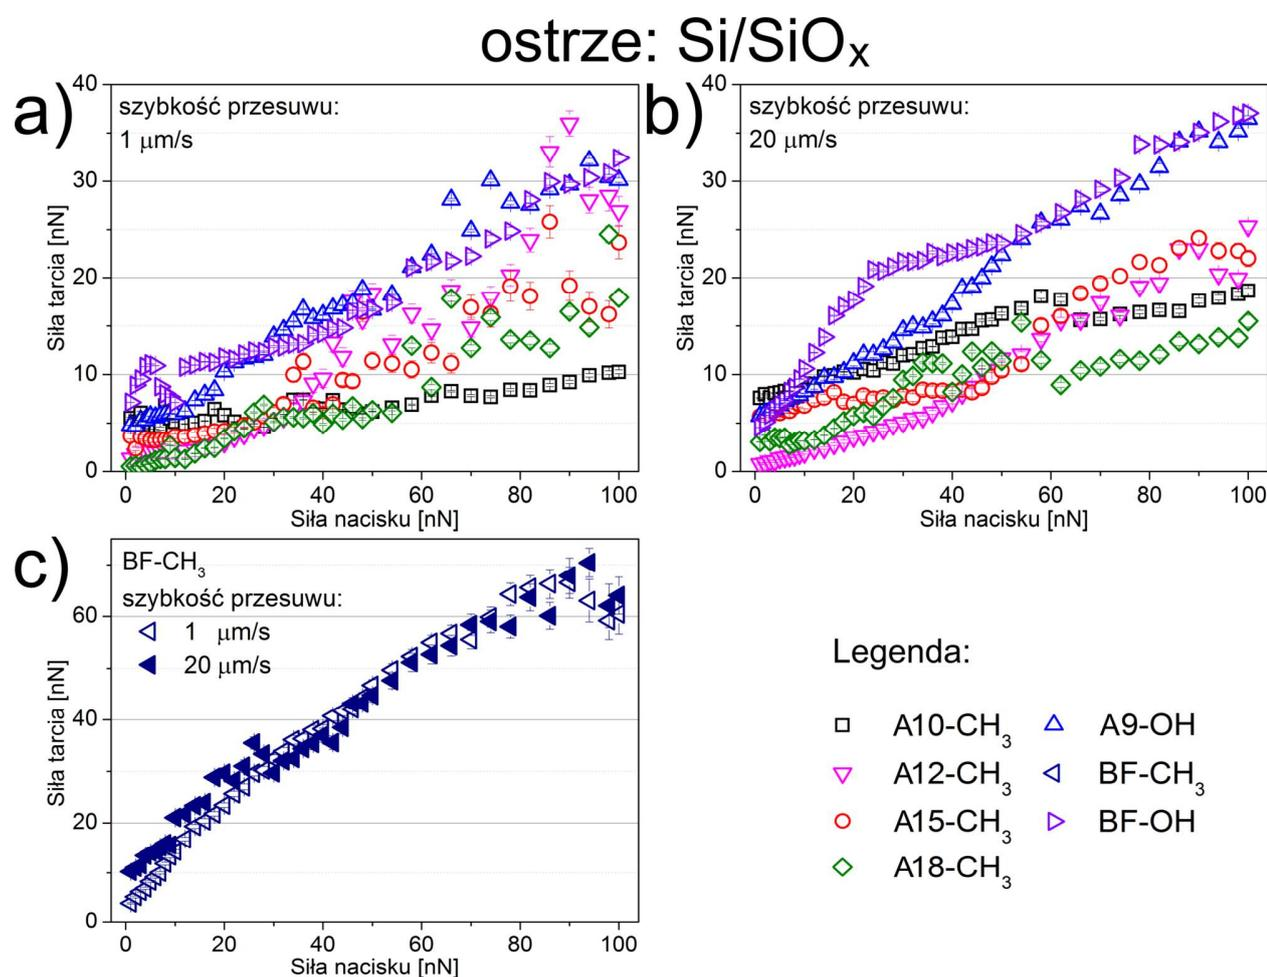 ostrze: Si/SiOₓ
a)
szybkość przesuwu:
1 μm/s
40
30
20
10
0
Siła tarcia [nN]
0 20 40 60 80 100
Siła nacisku [nN]
b)
szybkość przesuwu:
20 μm/s
40
30
20
10
0
Siła tarcia [nN]
0 20 40 60 80 100
Siła nacisku [nN]
c)
BF-CH₃
szybkość przesuwu:
1 μm/s
20 μm/s
60
40
20
0
Siła tarcia [nN]
0 20 40 60 80 100
Siła nacisku [nN]
Legenda:
A10-CH₃
A12-CH₃
A15-CH₃
A18-CH₃
A9-OH
BF-CH₃
BF-OH